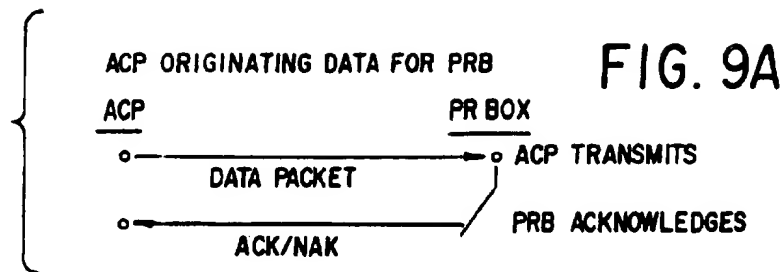 FIG. 9A
ACP ORIGINATING DATA FOR PRB
ACP
PR BOX
ACP TRANSMITS
DATA PACKET
PRB ACKNOWLEDGES
ACK/NAK